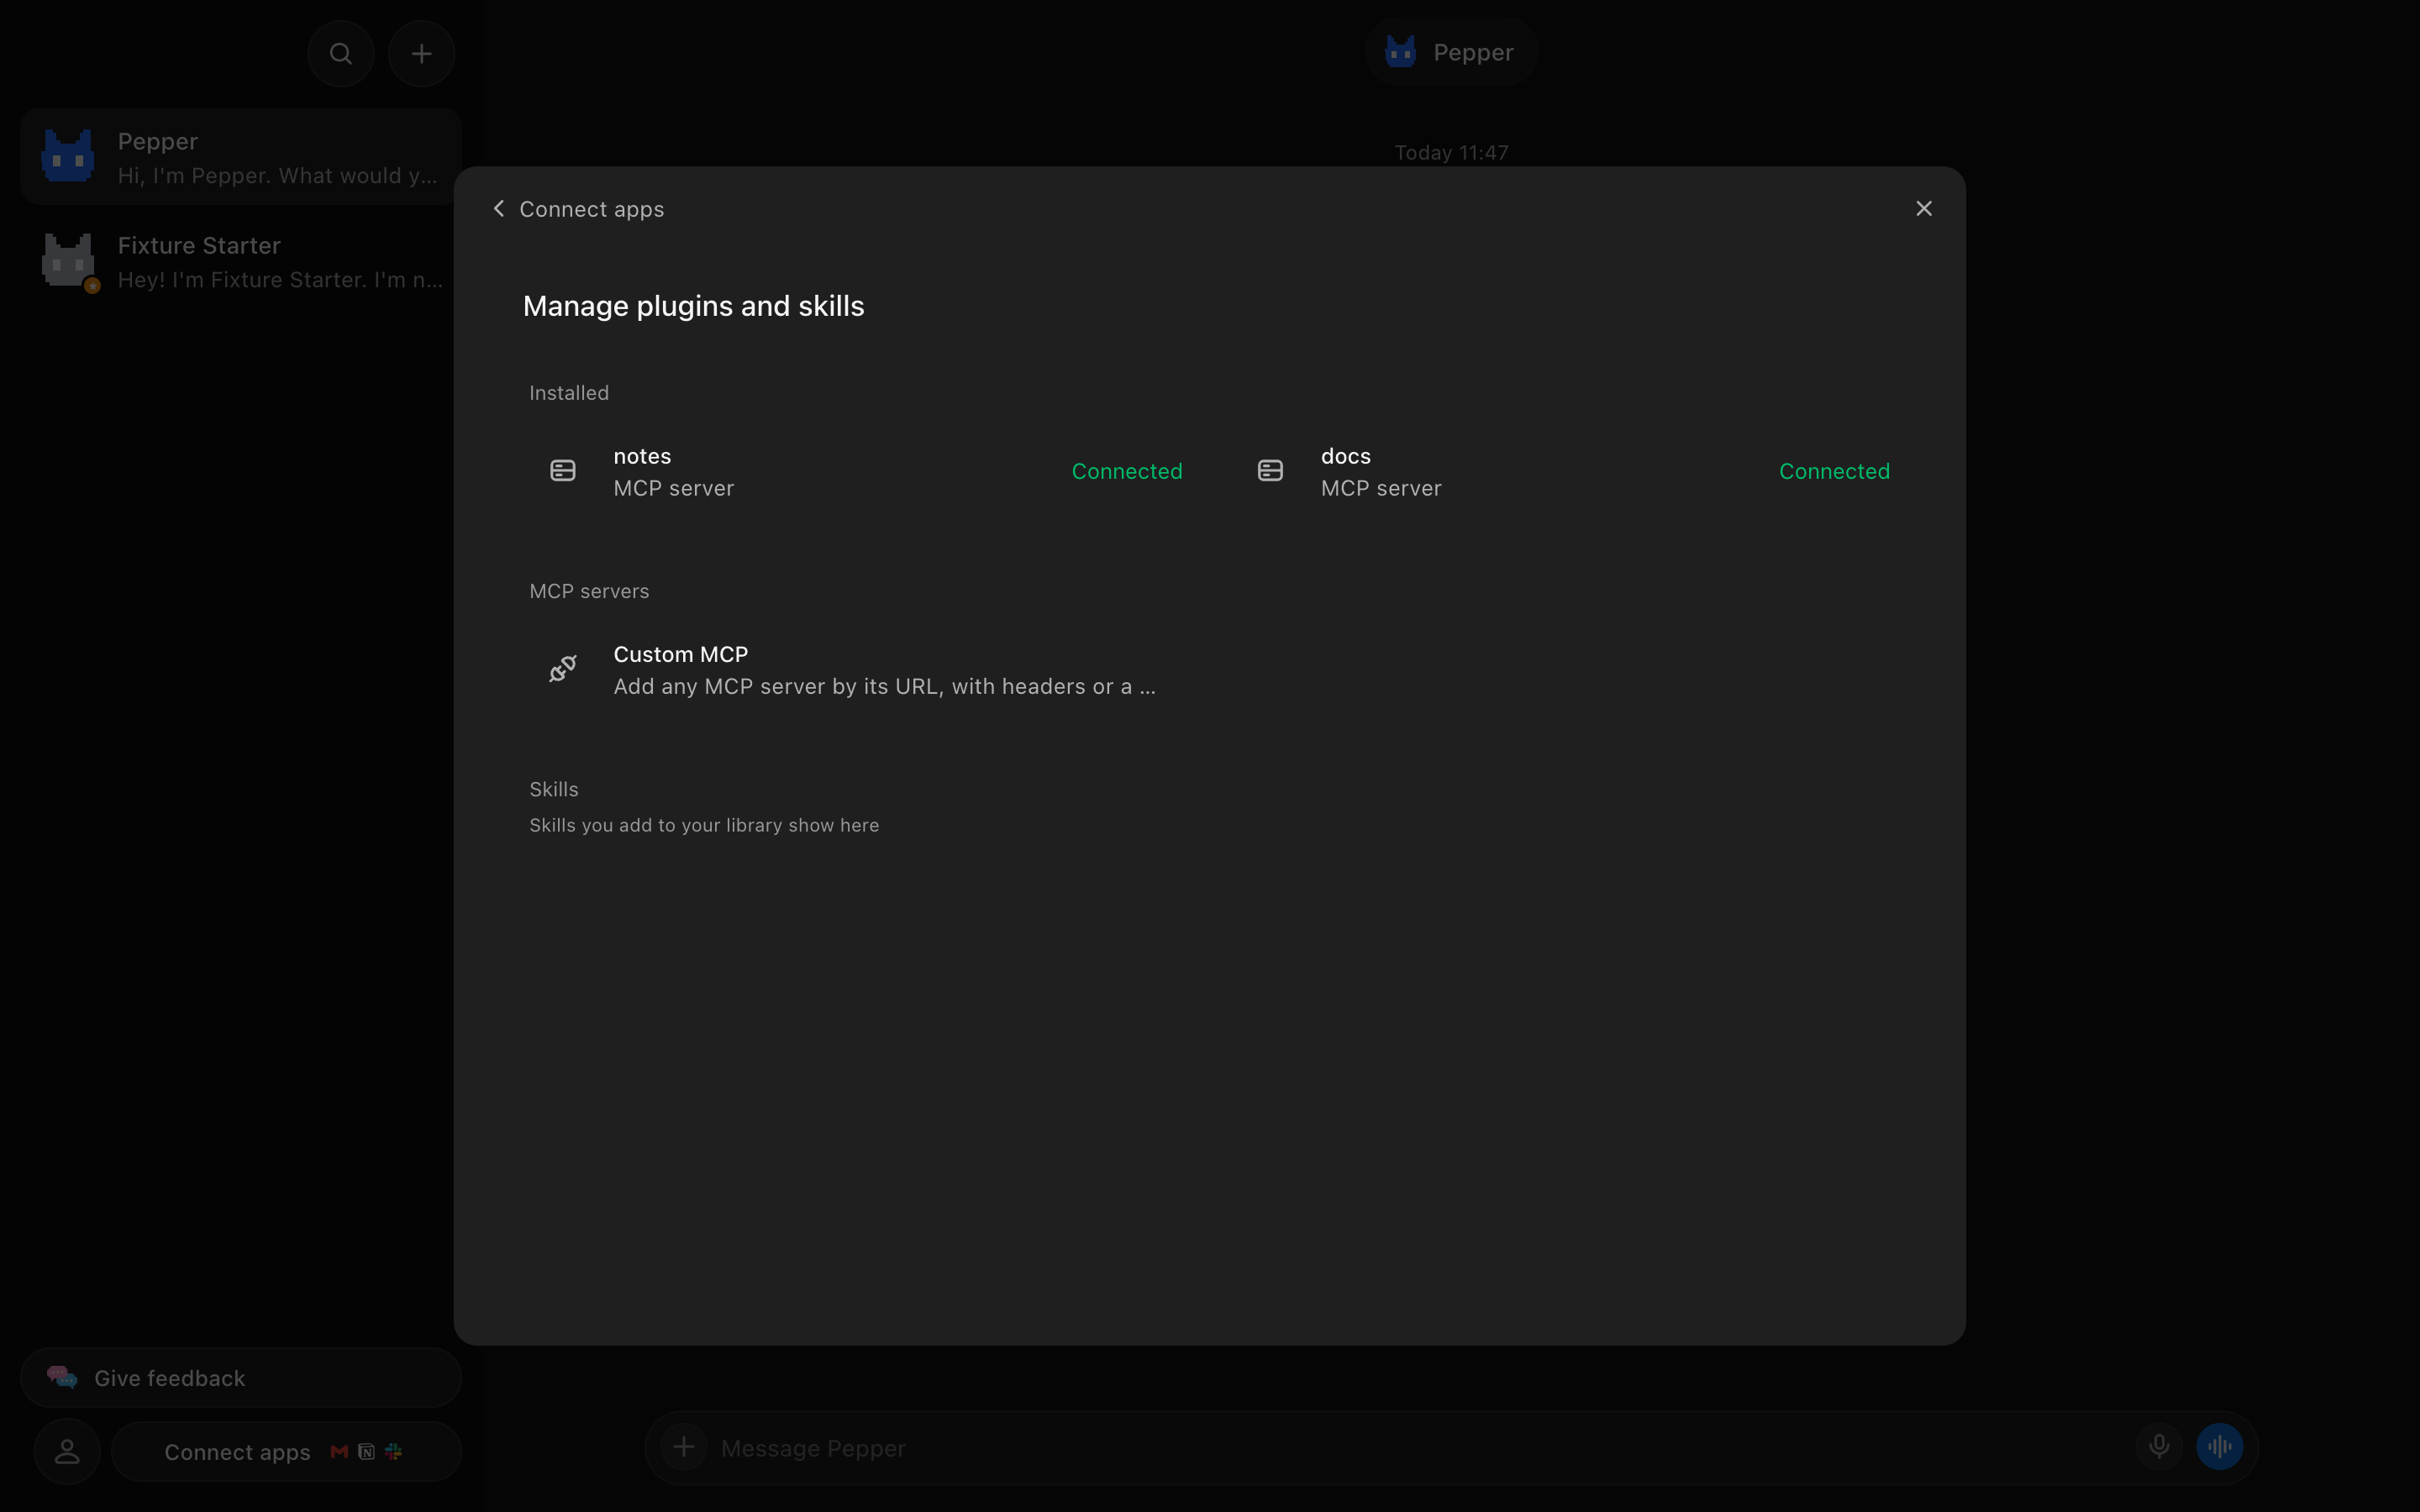 Pepper
Hi, I'm Pepper. What would y...
Fixture Starter
Hey! I'm Fixture Starter. I'm n...
Pepper
Today 11:47
Connect apps
Manage plugins and skills
Installed
notes
MCP server
Connected
docs
MCP server
Connected
MCP servers
Custom MCP
Add any MCP server by its URL, with headers or a ...
Skills
Skills you add to your library show here
Give feedback
Connect apps
Message Pepper